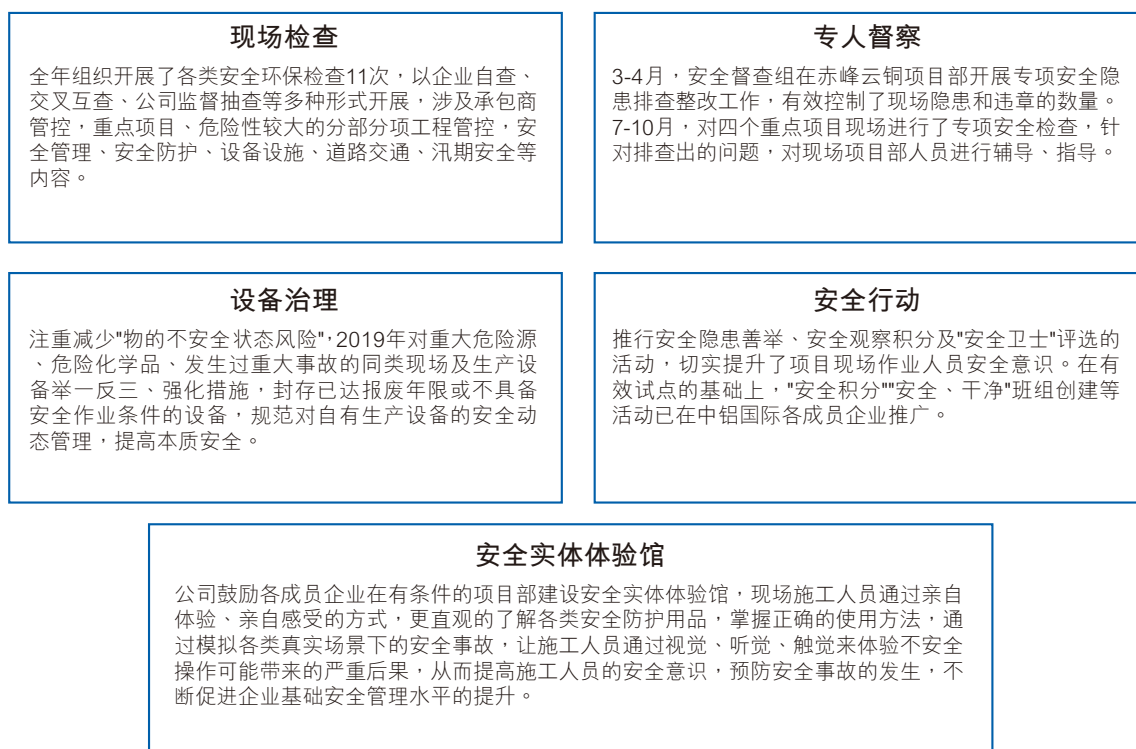 现场检查
全年组织开展了各类安全环保检查11次，以企业自查、
交叉互查、公司监督抽查等多种形式开展，涉及承包商
管控，重点项目、危险性较大的分部分项工程管控，安
全管理、安全防护、设备设施、道路交通、汛期安全等
内容。
专人督察
3-4月，安全督查组在赤峰云铜项目部开展专项安全隐
患排查整改工作，有效控制了现场隐患和违章的数量。
7-10月，对四个重点项目现场进行了专项安全检查，针
对排查出的问题，对现场项目部人员进行辅导、指导。
设备治理
注重减少"物的不安全状态风险"，2019年对重大危险源
、危险化学品、发生过重大事故的同类现场及生产设
备举一反三、强化措施，封存已达报废年限或不具备
安全作业条件的设备，规范对自有生产设备的安全动
态管理，提高本质安全。
安全行动
推行安全隐患善举、安全观察积分及"安全卫士"评选的
活动，切实提升了项目现场作业人员安全意识。在有
效试点的基础上，"安全积分""安全、干净"班组创建等
活动已在中铝国际各成员企业推广。
安全实体体验馆
公司鼓励各成员企业在有条件的项目部建设安全实体体验馆，现场施工人员通过亲自
体验、亲自感受的方式，更直观的了解各类安全防护用品，掌握正确的使用方法，通
过模拟各类真实场景下的安全事故，让施工人员通过视觉、听觉、触觉来体验不安全
操作可能带来的严重后果，从而提高施工人员的安全意识，预防安全事故的发生，不
断促进企业基础安全管理水平的提升。